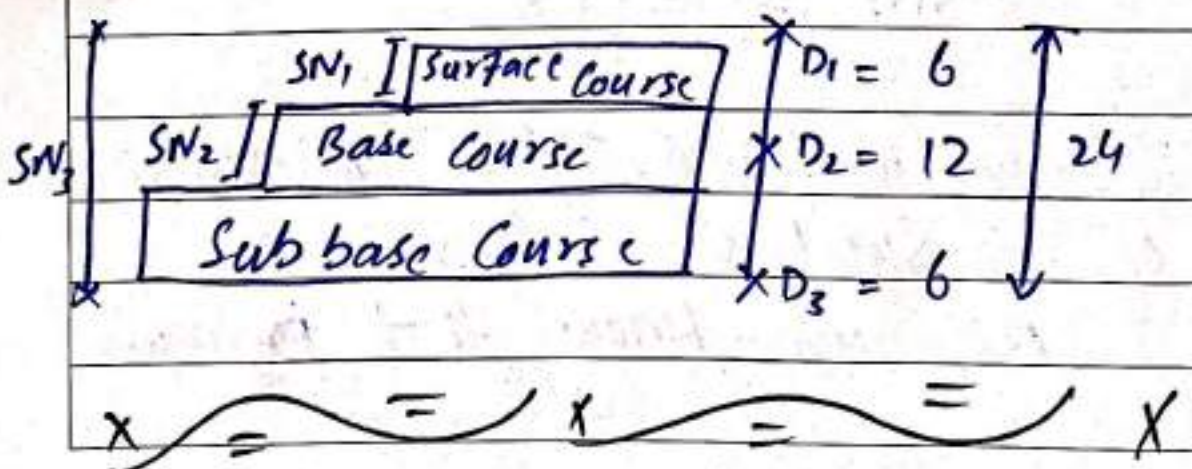 SN₁ Surface Course D₁ = 6
SN₃ SN₂ Base Course D₂ = 12 24
Sub base Course D₃ = 6
X = = X = = X